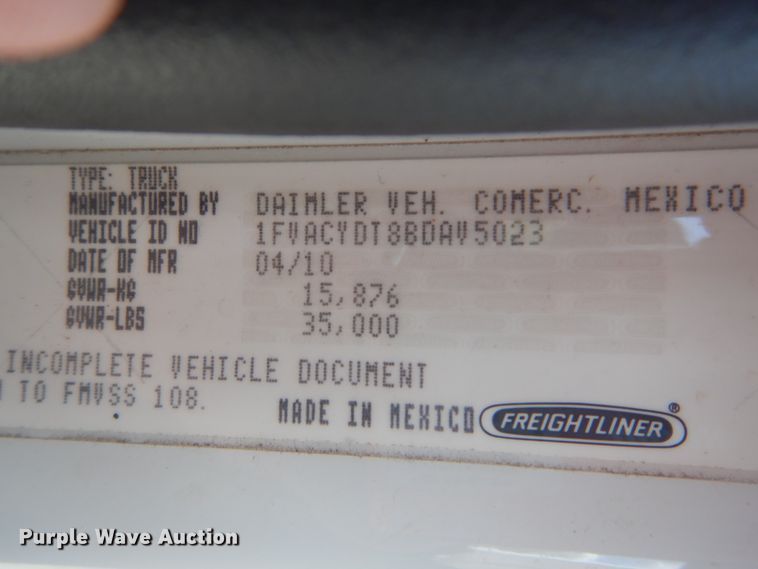 TYPE: TRUCK
MANUFACTURED BY DAIMLER VEH. COMERC. MEXICO
VEHICLE ID NO 1FVACYDT8BDAV5023
DATE OF MFR 04/10
GVWR-KG 15,876
GVWR-LBS 35,000
INCOMPLETE VEHICLE DOCUMENT
TO FMVSS 108.
MADE IN MEXICO FREIGHTLINER®
Purple Wave Auction